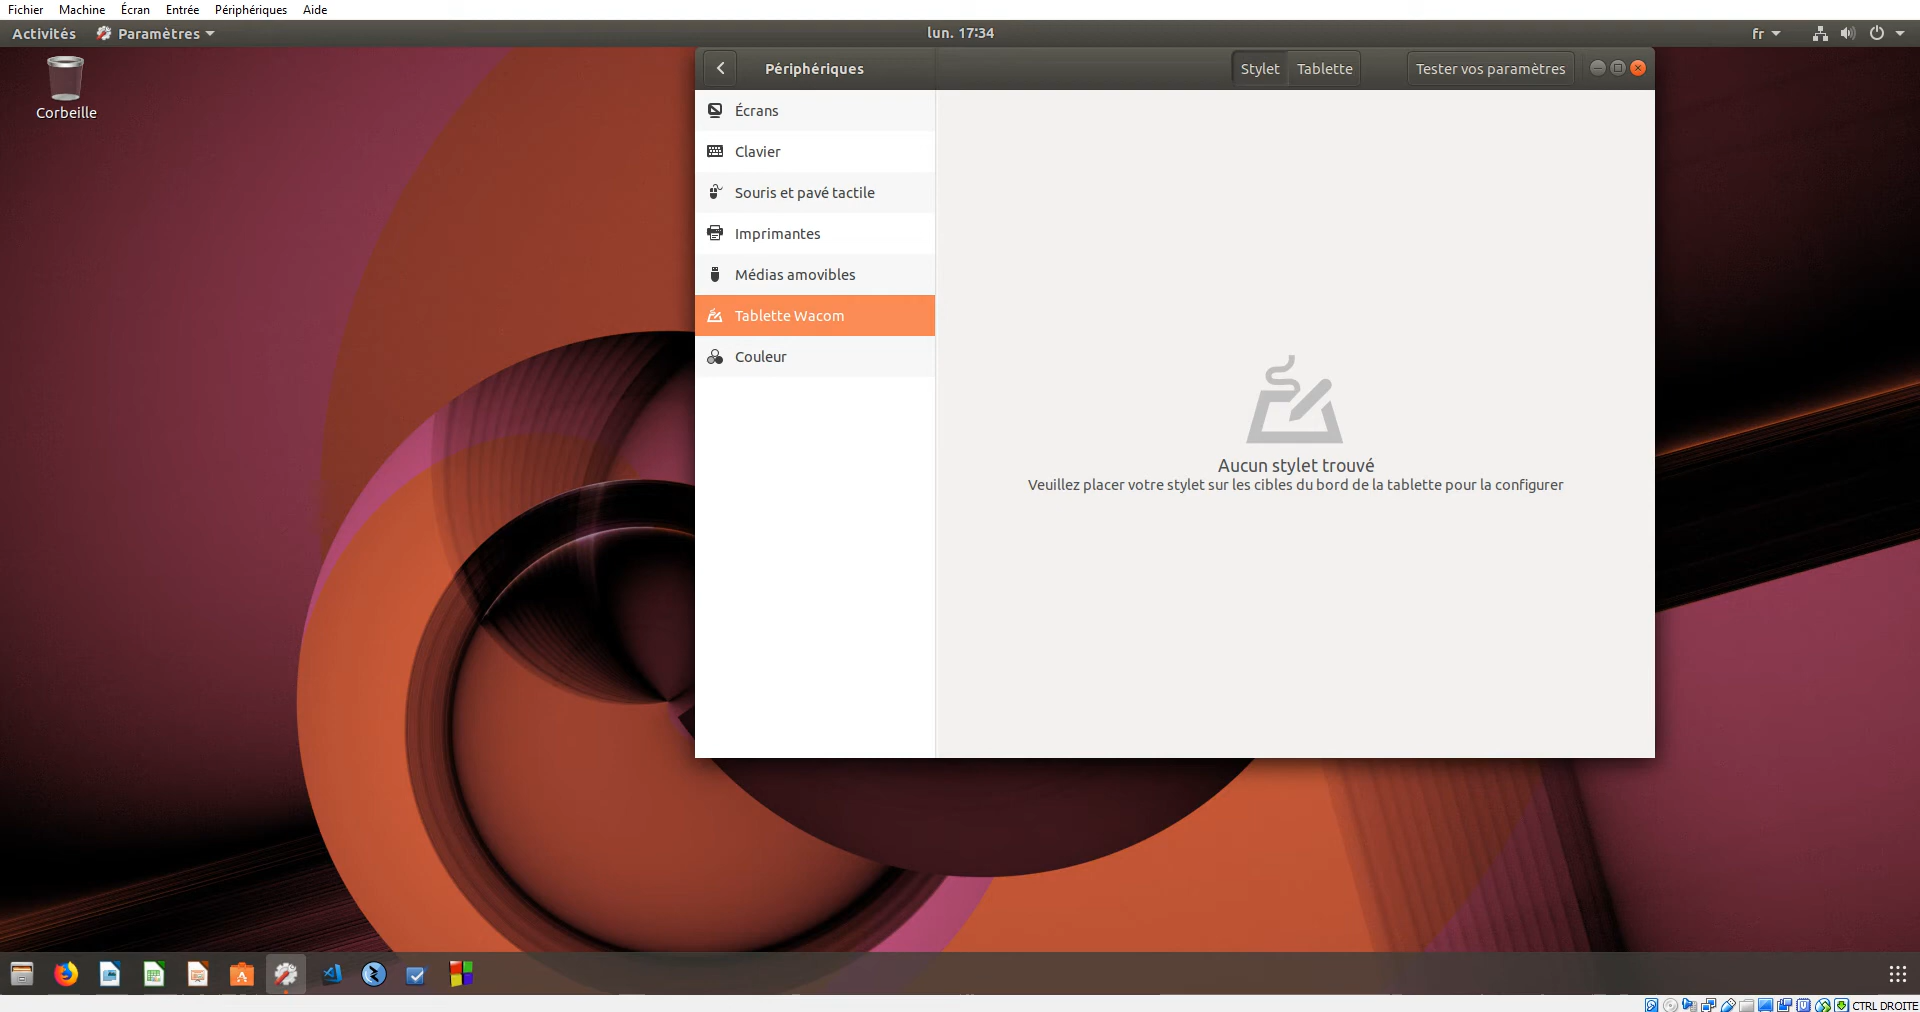 Fichier Machine Écran Entrée Périphériques Aide
Activités Paramètres lun. 17:34 fr
Corbeille
Périphériques Stylet Tablette Tester vos paramètres
Écrans
Clavier
Souris et pavé tactile
Imprimantes
Médias amovibles
Tablette Wacom
Couleur
Aucun stylet trouvé
Veuillez placer votre stylet sur les cibles du bord de la tablette pour la configurer
CTRL DROITE